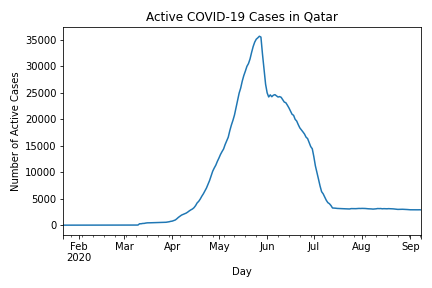 Active COVID-19 Cases in Qatar
Number of Active Cases
35000
30000
25000
20000
15000
10000
5000
0
Feb Mar Apr May Jun Jul Aug Sep
2020
Day